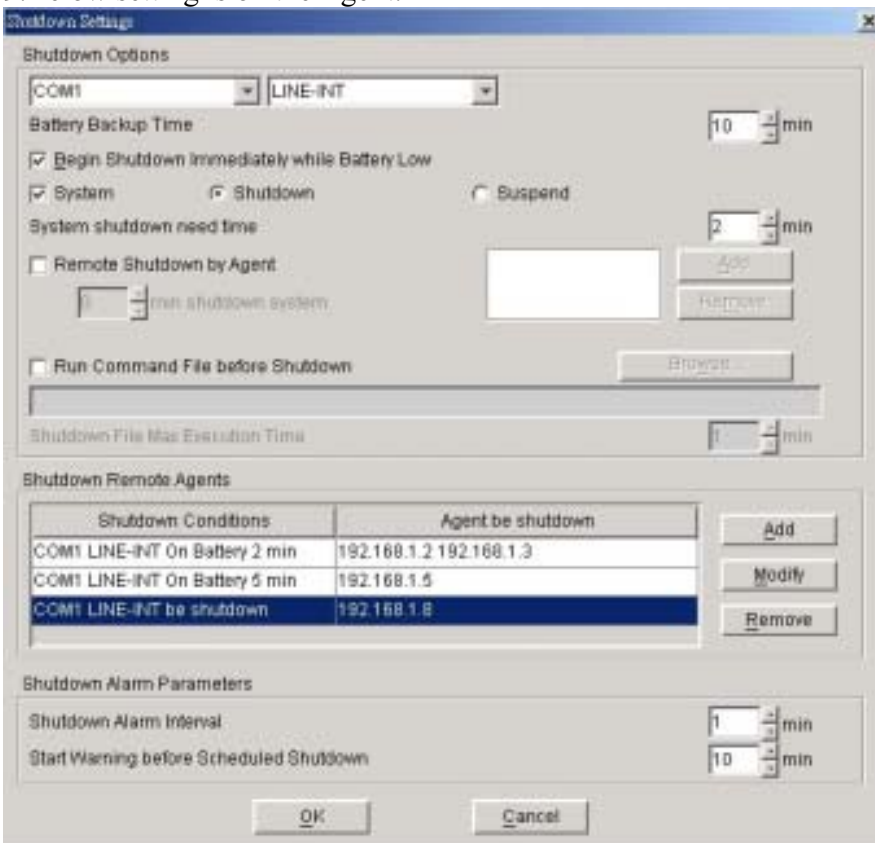 Shutdown Settings
Shutdown Options
COM1 LINE-INT
Battery Backup Time 10 min
Begin Shutdown Immediately while Battery Low
System Shutdown Suspend
System shutdown need time 2 min
Remote Shutdown by Agent Add
min shutdown system Remove
Run Command File before Shutdown Browse
Shutdown File Max Execution Time 1 min
Shutdown Remote Agents
Shutdown Conditions Agent be shutdown Add
COM1 LINE-INT On Battery 2 min 192.168.1.2 192.168.1.3
COM1 LINE-INT On Battery 5 min 192.168.1.5 Modify
COM1 LINE-INT be shutdown 192.168.1.8 Remove
Shutdown Alarm Parameters
Shutdown Alarm Interval 1 min
Start Warning before Scheduled Shutdown 10 min
OK Cancel